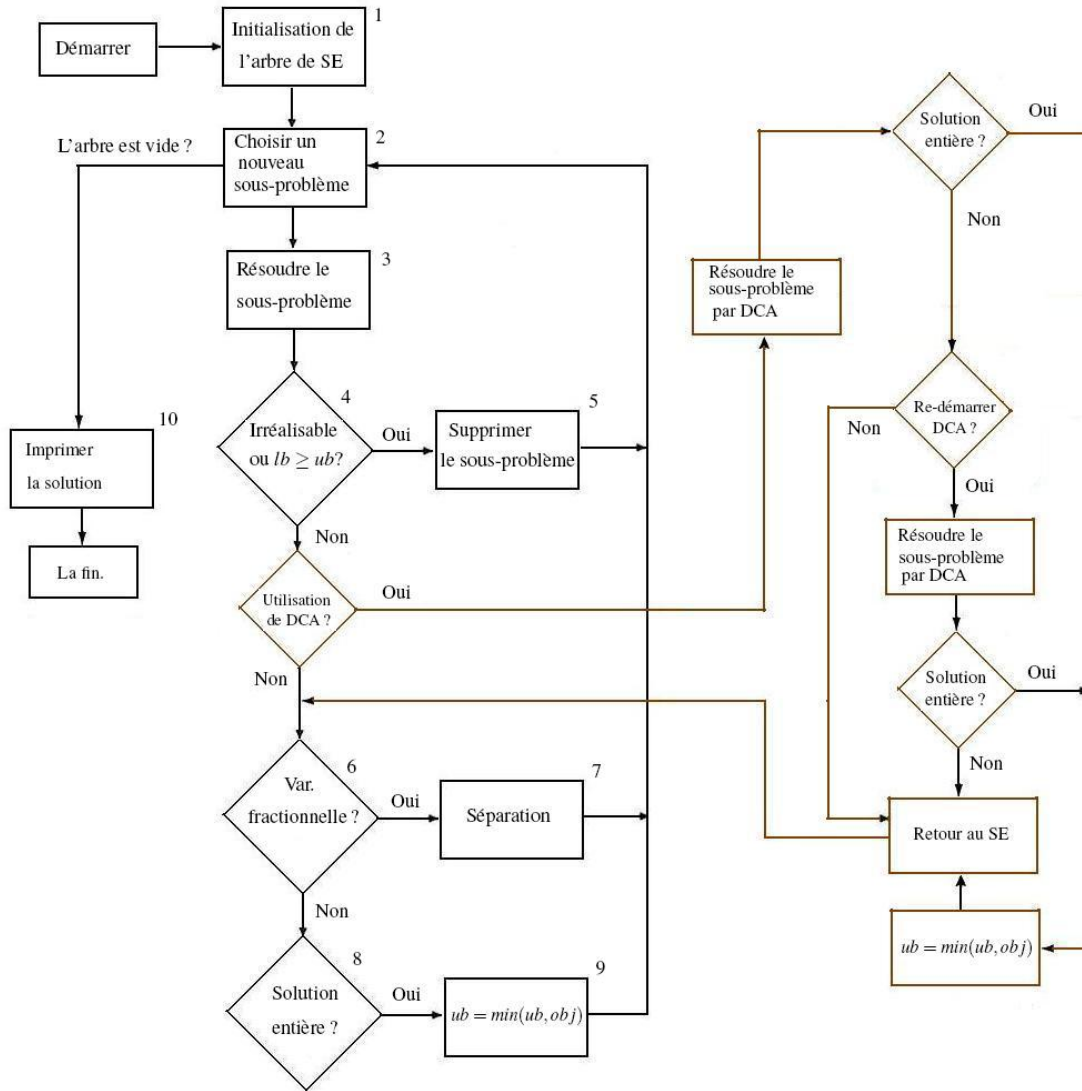 Démarrer
1
Initialisation de
l'arbre de SE
L'arbre est vide ?
2
Choisir un
nouveau
sous-problème
3
Résoudre le
sous-problème
4
Irréalisable
ou lb ≥ ub?
Oui
5
Supprimer
le sous-problème
10
Imprimer
la solution
La fin.
Non
Utilisation
de DCA ?
Oui
Non
6
Var.
fractionnelle ?
Oui
7
Séparation
Non
8
Solution
entière ?
Oui
9
ub = min(ub, obj)
Résoudre le
sous-problème
par DCA
Solution
entière ?
Oui
Non
Re-démarrer
DCA ?
Non
Oui
Résoudre le
sous-problème
par DCA
Solution
entière ?
Oui
Non
Retour au SE
ub = min(ub, obj)